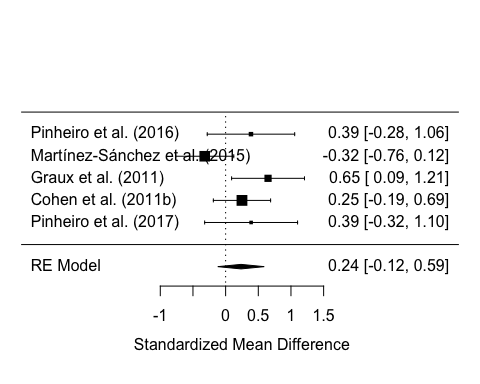 Pinheiro et al. (2016) 0.39 [-0.28, 1.06]
Martínez-Sánchez et al. (2015) -0.32 [-0.76, 0.12]
Graux et al. (2011) 0.65 [ 0.09, 1.21]
Cohen et al. (2011b) 0.25 [-0.19, 0.69]
Pinheiro et al. (2017) 0.39 [-0.32, 1.10]
RE Model 0.24 [-0.12, 0.59]
-1 0 0.5 1 1.5
Standardized Mean Difference